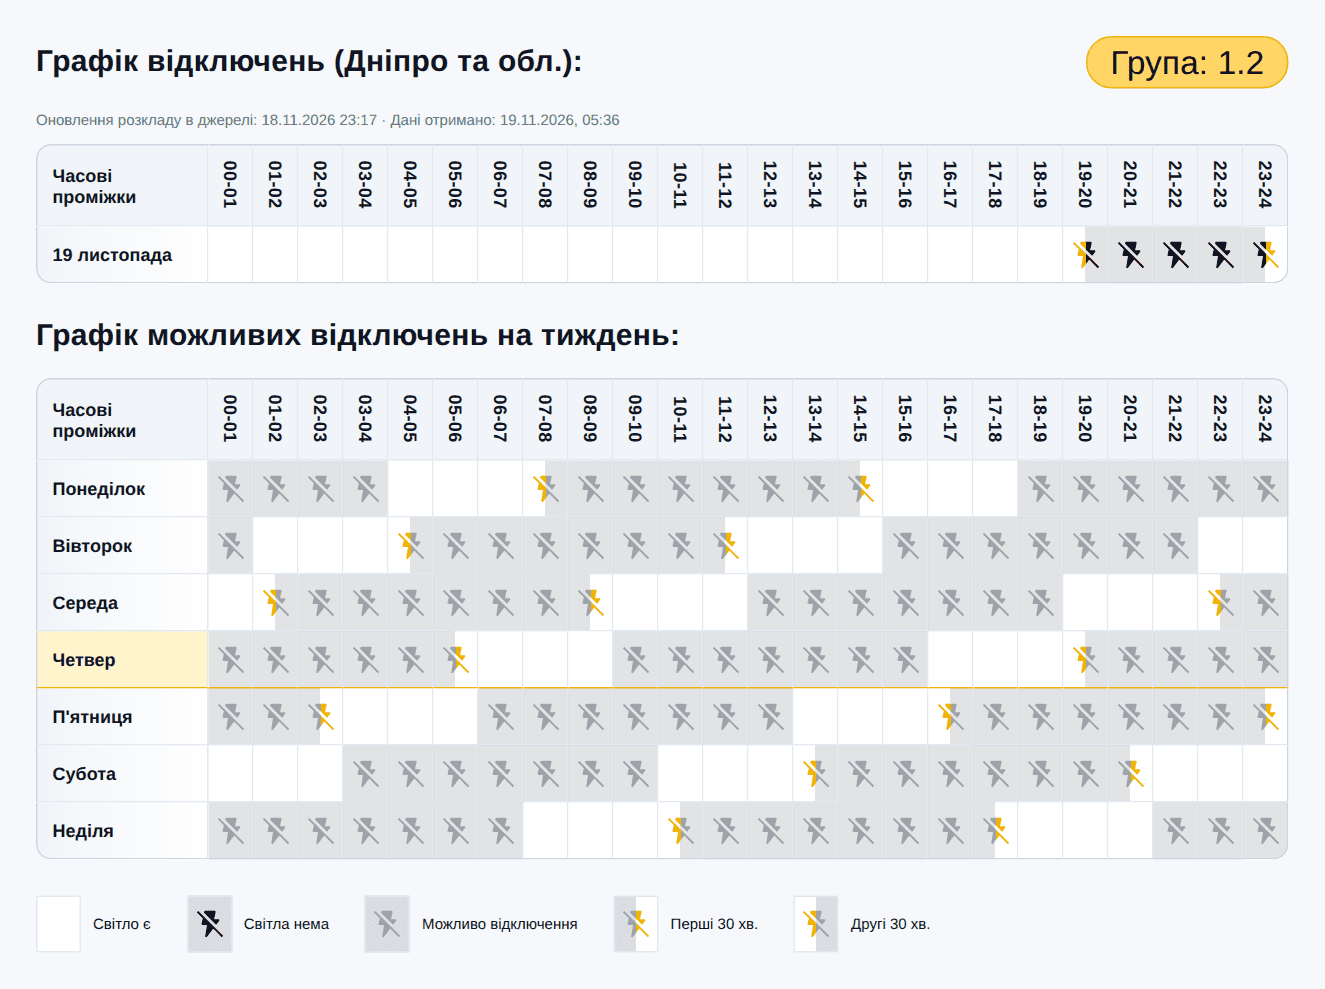 Графік відключень (Дніпро та обл.):
Група: 1.2
Оновлення розкладу в джерелі: 18.11.2026 23:17 · Дані отримано: 19.11.2026, 05:36
Часові проміжки 00-01 01-02 02-03 03-04 04-05 05-06 06-07 07-08 08-09 09-10 10-11 11-12 12-13 13-14 14-15 15-16 16-17 17-18 18-19 19-20 20-21 21-22 22-23 23-24
19 листопада
Графік можливих відключень на тиждень:
Часові проміжки 00-01 01-02 02-03 03-04 04-05 05-06 06-07 07-08 08-09 09-10 10-11 11-12 12-13 13-14 14-15 15-16 16-17 17-18 18-19 19-20 20-21 21-22 22-23 23-24
Понеділок
Вівторок
Середа
Четвер
П'ятниця
Субота
Неділя
Світло є Світла нема Можливо відключення Перші 30 хв. Другі 30 хв.